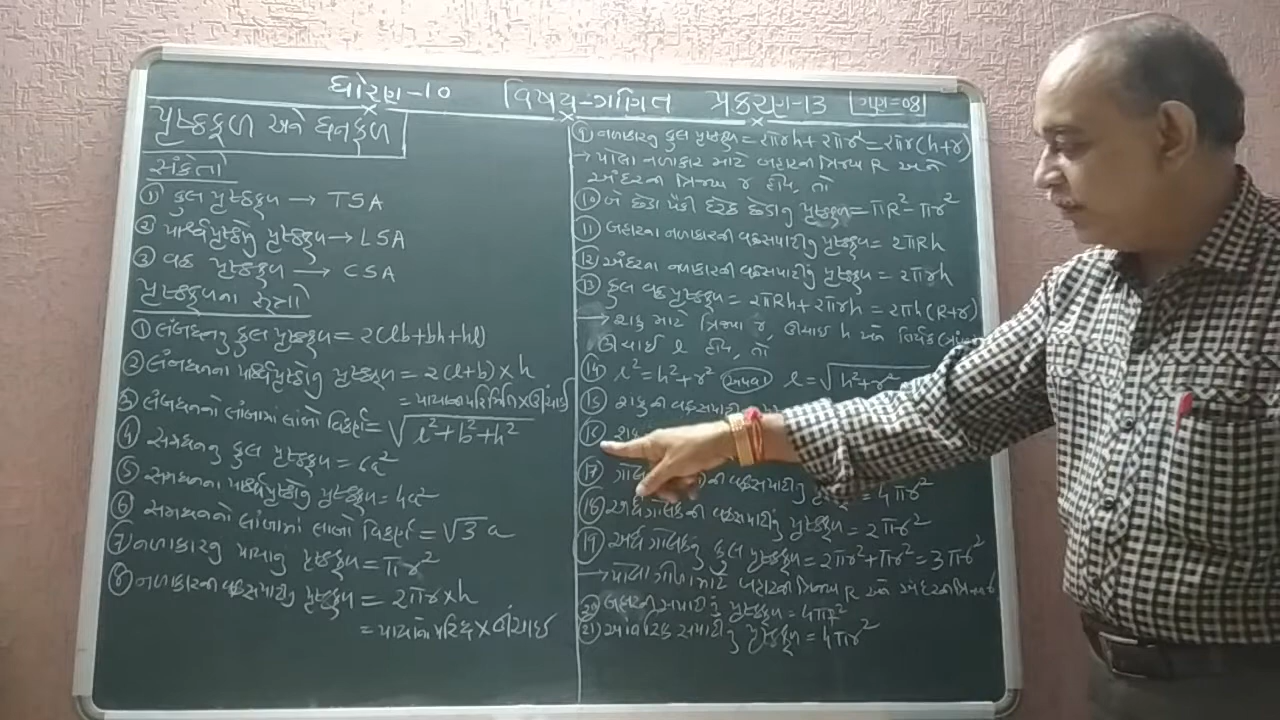 ધોરણ-10 વિષય-ગણિત પ્રકરણ-13 ગુણ=08
પૃષ્ઠફળ અને ઘનફળ
સંકેતો
① કુલ પૃષ્ઠફળ → TSA
② પાર્શ્વ પૃષ્ઠોનું પૃષ્ઠફળ → LSA
③ વક્ર પૃષ્ઠફળ → CSA
પૃષ્ઠફળના સૂત્રો
① લંબઘનનું કુલ પૃષ્ઠફળ = 2(lb+bh+hl)
② લંબઘનના પાર્શ્વપૃષ્ઠોનું પૃષ્ઠફળ = 2(l+b)×h
= પાયાની પરિમિતિ × ઊંચાઈ
③ લંબઘનનો લાંબામાં લાંબો વિકર્ણ = √l²+b²+h²
④ સમઘનનું કુલ પૃષ્ઠફળ = 6a²
⑤ સમઘનના પાર્શ્વપૃષ્ઠોનું પૃષ્ઠફળ = 4a²
⑥ સમઘનનો લાંબામાં લાંબો વિકર્ણ = √3 a
⑦ નળાકારનું પાયાનું પૃષ્ઠફળ = πr²
⑧ નળાકારની વક્રસપાટીનું પૃષ્ઠફળ = 2πr×h
= પાયાનો પરિઘ × ઊંચાઈ
⑨ નળાકારનું કુલ પૃષ્ઠફળ = 2πrh+2πr² = 2πr(h+r)
→ પોલા નળાકાર માટે બહારની ત્રિજ્યા R અને
અંદરની ત્રિજ્યા r હોય, તો
⑩ બે છેડા પૈકી દરેક છેડાનું પૃષ્ઠફળ = πR²-πr²
⑪ બહારના નળાકારની વક્રસપાટીનું પૃષ્ઠફળ = 2πRh
⑫ અંદરના નળાકારની વક્રસપાટીનું પૃષ્ઠફળ = 2πrh
⑬ કુલ વક્ર પૃષ્ઠફળ = 2πRh+2πrh = 2πh(R+r)
→ શંકુ માટે ત્રિજ્યા r, ઊંચાઈ h અને તિર્યક
ઊંચાઈ l હોય, તો
⑭ l²=h²+r² અથવા l=√h²+r²
⑮ શંકુની વક્રસપાટીનું
⑯
⑰ વક્રસપાટીનું પૃષ્ઠફળ = 4πr²
⑱ અર્ધગોલકની વક્રસપાટીનું પૃષ્ઠફળ = 2πr²
⑲ અર્ધગોલકનું કુલ પૃષ્ઠફળ = 2πr²+πr² = 3πr²
→ પોલા ગોળા માટે બહારની ત્રિજ્યા R અને અંદરની ત્રિજ્યા
⑳ બહારની સપાટીનું પૃષ્ઠફળ = 4πR²
㉑ આંતરિક સપાટીનું પૃષ્ઠફળ = 4πr²